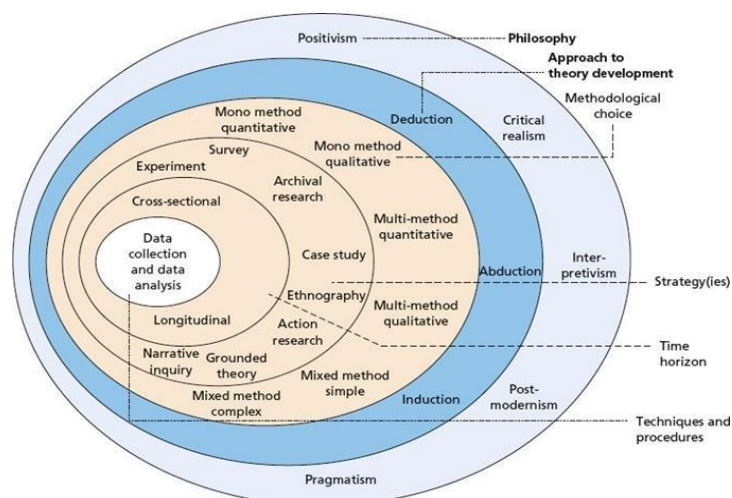 Positivism
Philosophy
Approach to
theory development
Methodological
choice
Mono method
quantitative
Deduction
Critical
realism
Survey
Mono method
qualitative
Experiment
Archival
research
Cross-sectional
Multi-method
quantitative
Data
collection
and data
analysis
Case study
Abduction
Inter-
pretivism
Strategy(ies)
Ethnography
Multi-method
qualitative
Longitudinal
Action
research
Time
horizon
Narrative
inquiry
Grounded
theory
Mixed method
simple
Mixed method
complex
Induction
Post-
modernism
Techniques and
procedures
Pragmatism